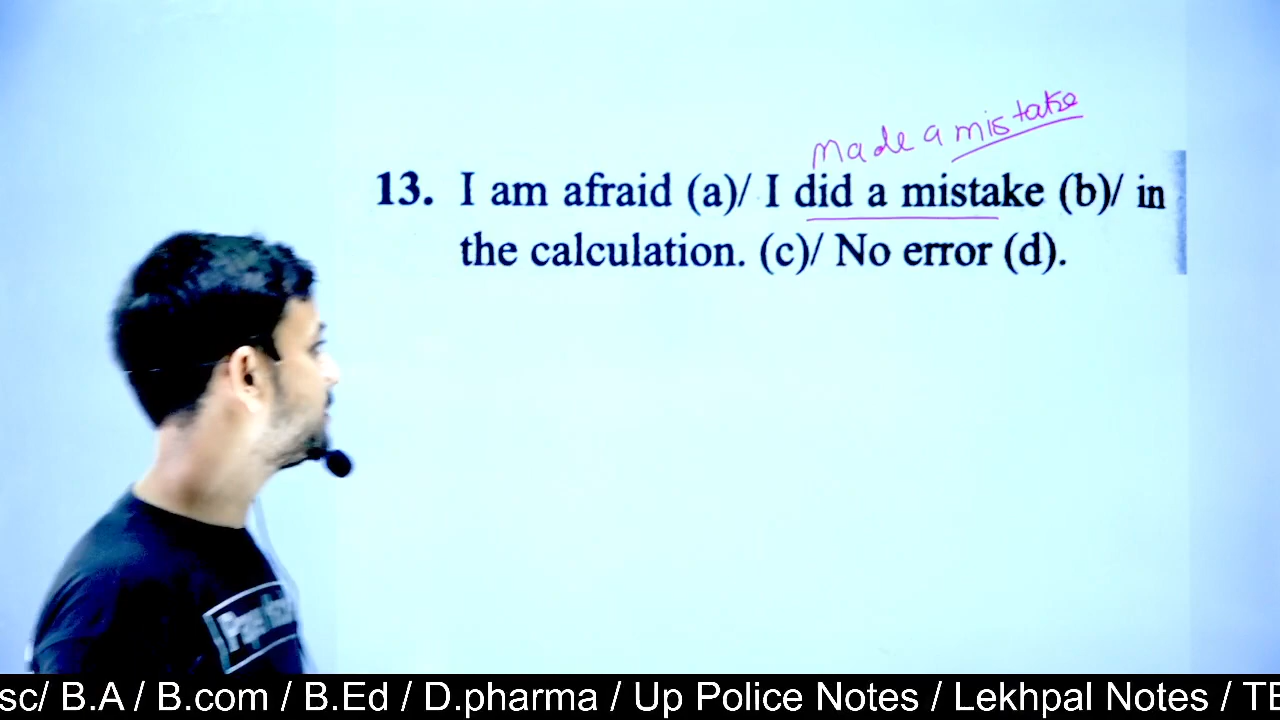 made a mistake
13. I am afraid (a)/ I did a mistake (b)/ in
the calculation. (c)/ No error (d).
sc/ B.A / B.com / B.Ed / D.pharma / Up Police Notes / Lekhpal Notes / TE